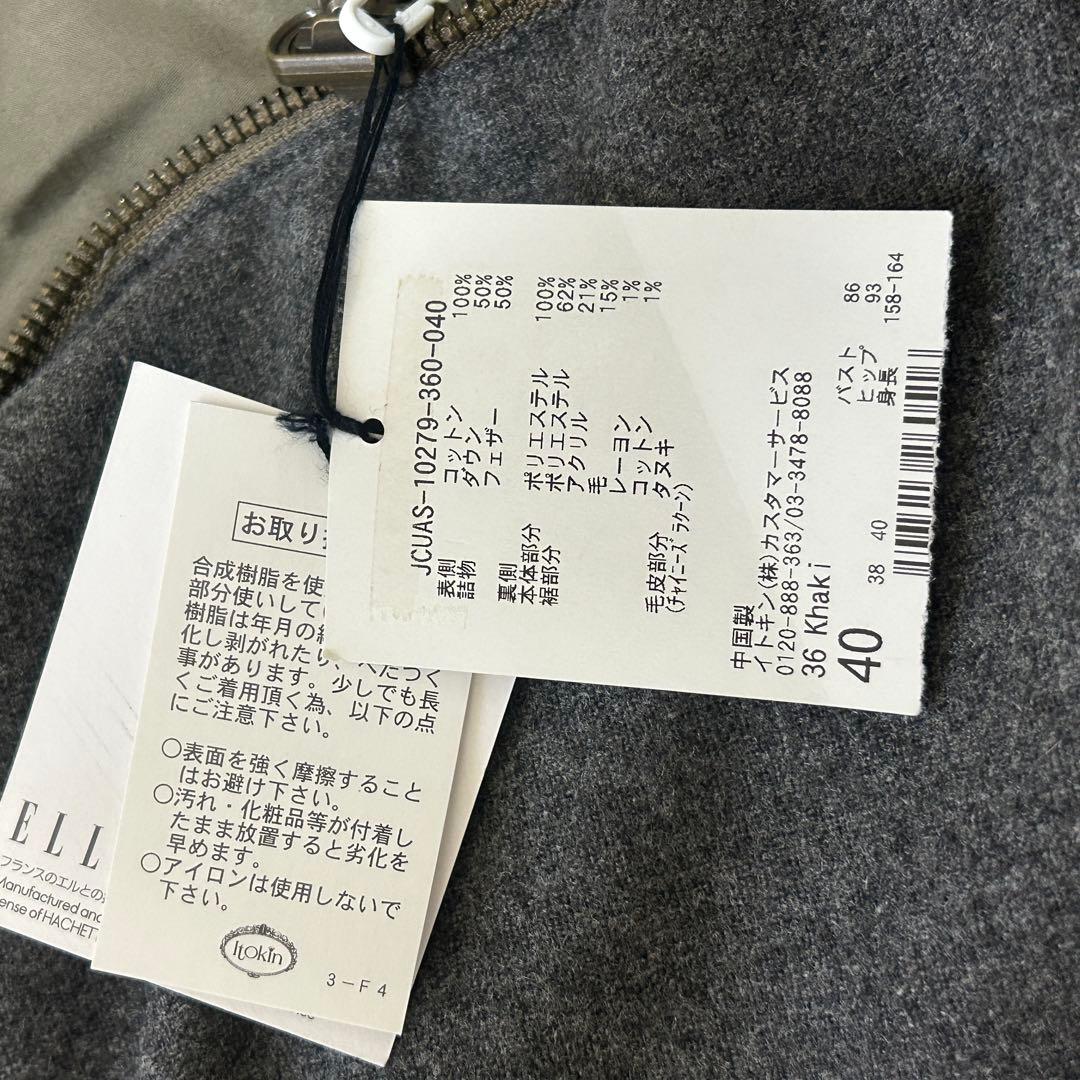 JCUAS-10279-360-040
表側 コットン 100%
詰物 ダウン 50%
フェザー 50%
裏側
本体部分 ポリエステル 100%
裾部分 ポリエステル 62%
アクリル 21%
毛 15%
レーヨン 1%
コットン 1%
毛皮部分 タヌキ
(チャイニーズ ラクーン)
中国製
イトキン(株)カスタマーサービス
0120-888-363/03-3478-8088
36 Khaki
40
バスト 86
ヒップ 93
身長 158-164
38 40
お取り
合成樹脂を使
部分使いして
樹脂は年月の
化し剥がれたり、べたつく
事があります。少しでも長
くご着用頂く為、以下の点
にご注意下さい。
○表面を強く摩擦すること
はお避け下さい。
○汚れ・化粧品等が付着し
たまま放置すると劣化を
早めます。
○アイロンは使用しないで
下さい。
Itokin
3-F4
ELL
フランスのエルとの
Manufactured and
ense of HACHET